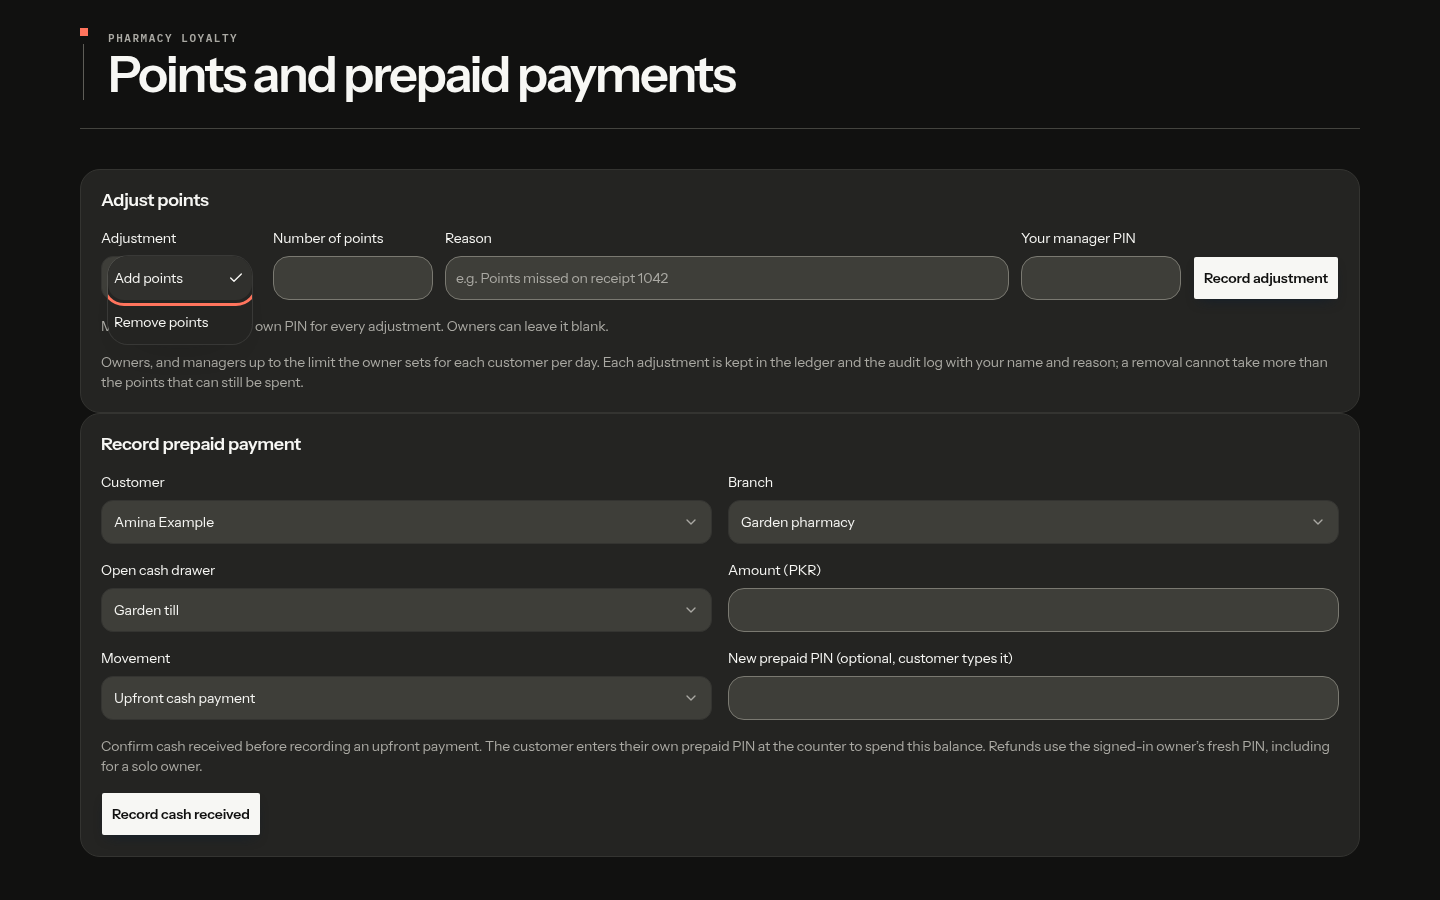 PHARMACY LOYALTY
Points and prepaid payments
Adjust points
Adjustment
Number of points
Reason
Your manager PIN
Add points
e.g. Points missed on receipt 1042
Record adjustment
Remove points
own PIN for every adjustment. Owners can leave it blank.
Owners, and managers up to the limit the owner sets for each customer per day. Each adjustment is kept in the ledger and the audit log with your name and reason; a removal cannot take more than
the points that can still be spent.
Record prepaid payment
Customer
Branch
Amina Example
Garden pharmacy
Open cash drawer
Amount (PKR)
Garden till
Movement
New prepaid PIN (optional, customer types it)
Upfront cash payment
Confirm cash received before recording an upfront payment. The customer enters their own prepaid PIN at the counter to spend this balance. Refunds use the signed-in owner's fresh PIN, including
for a solo owner.
Record cash received